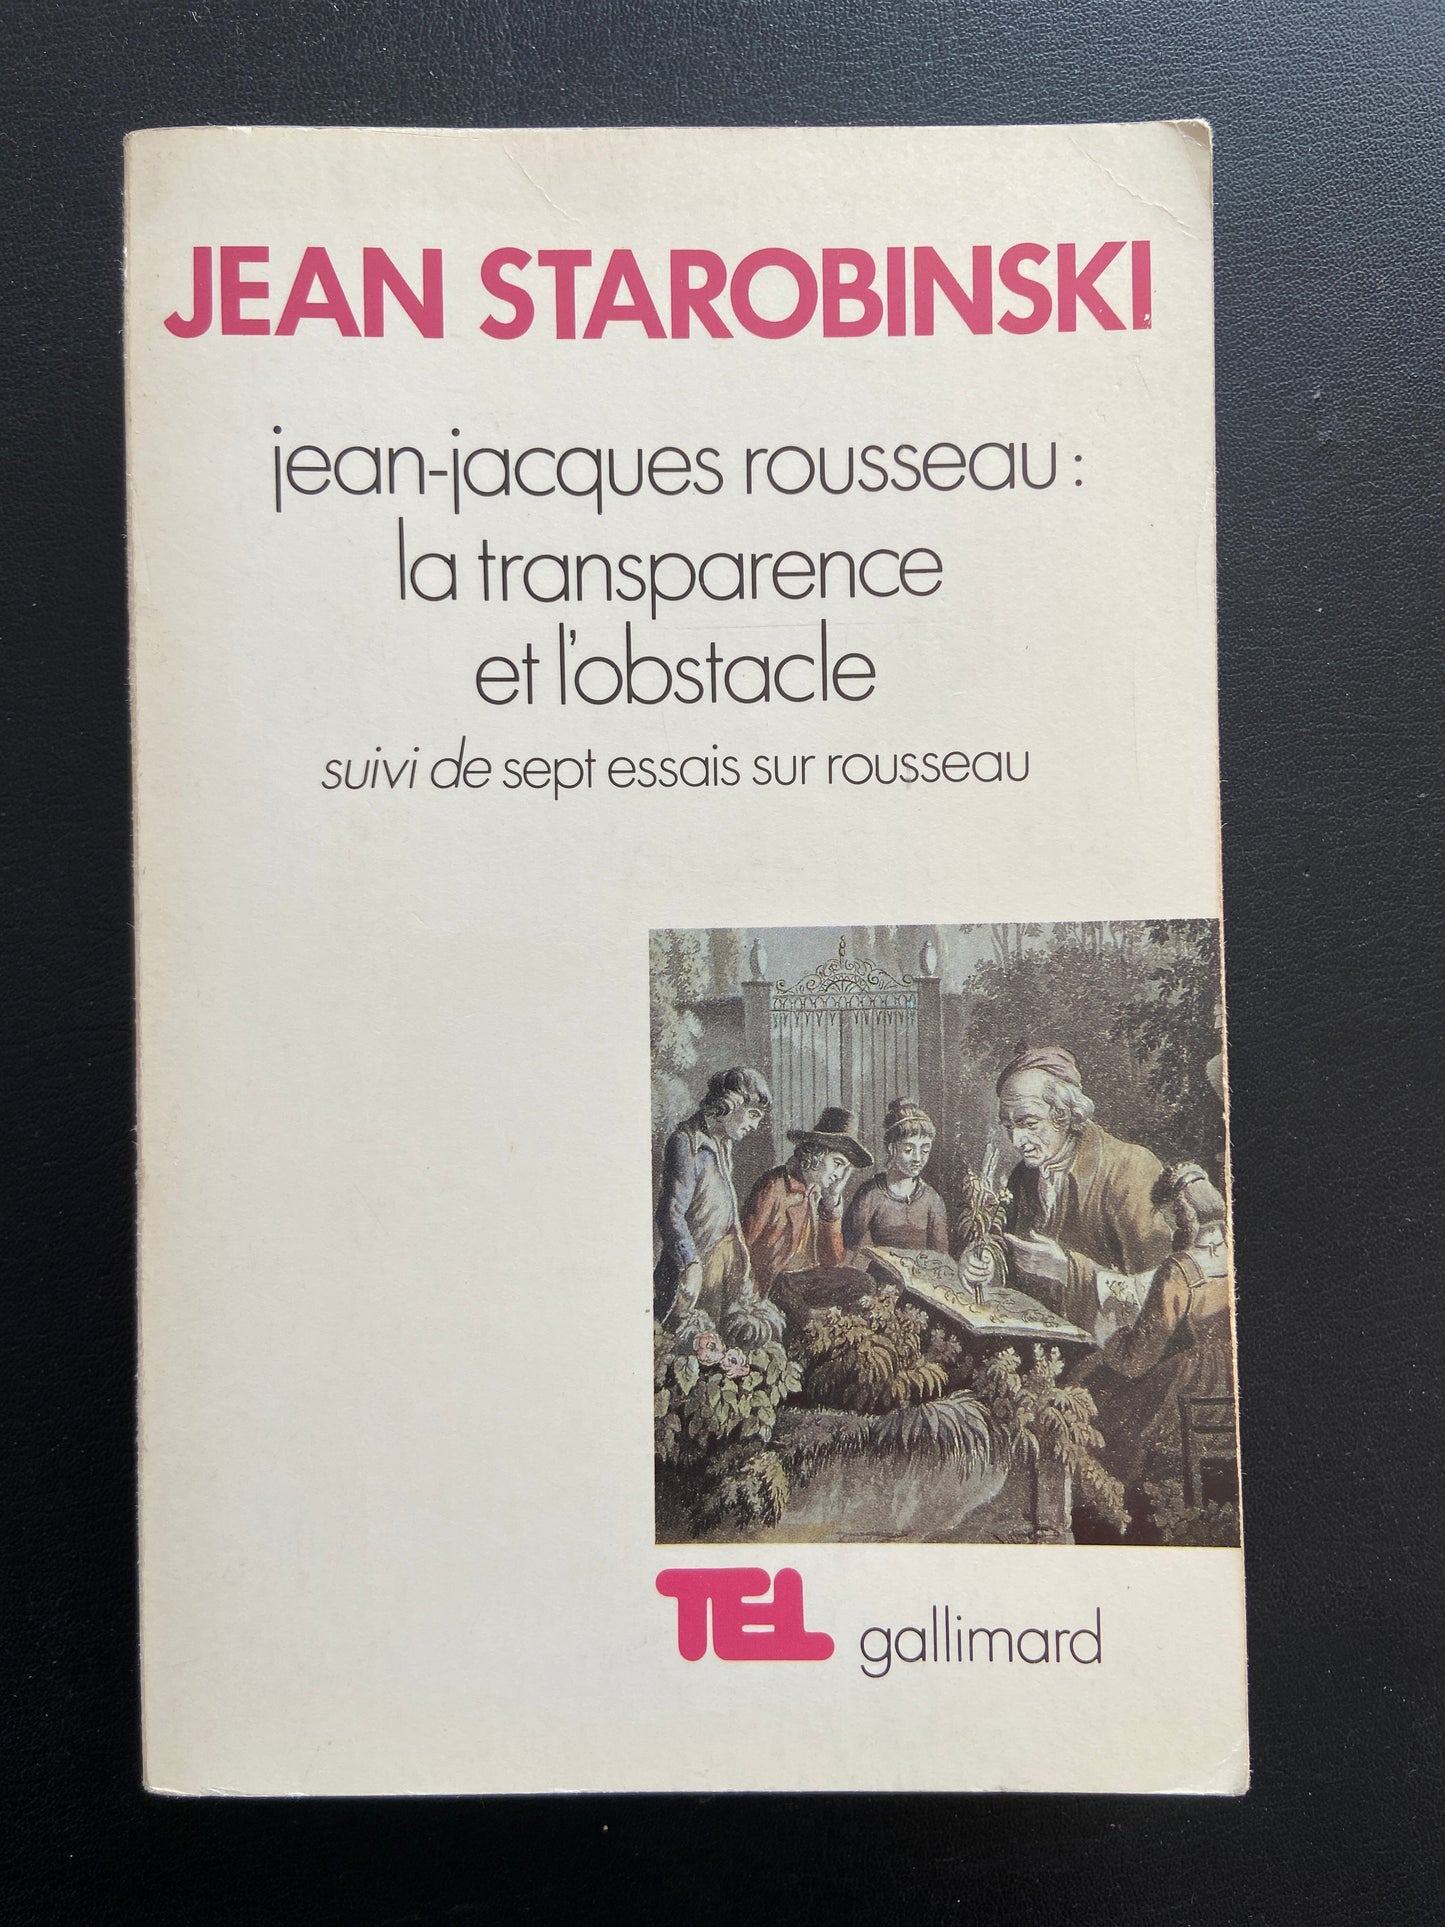 JEAN STAROBINSKI
jean-jacques rousseau :
la transparence
et l'obstacle
suivi de sept essais sur rousseau
TEL gallimard